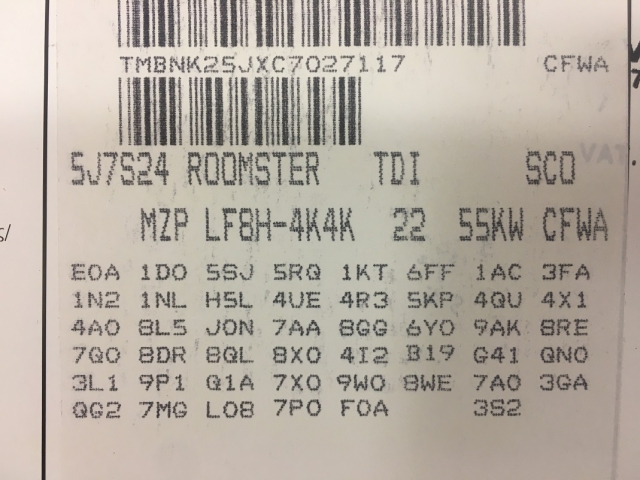 TMBNK25JXC7027117 CFWA
5J7S24 ROOMSTER TDI SCO
MZP LF8H-4K4K 22 55KW CFWA
E0A 1D0 5SJ 5RQ 1KT 6FF 1AC 3FA
1N2 1NL H5L 4UE 4R3 5KP 4QU 4X1
4A0 8L5 J0N 7AA 8GG 6Y0 9AK 8RE
7Q0 8DR 8QL 8X0 4I2 B19 G41 QN0
3L1 9P1 Q1A 7X0 9W0 8WE 7A0 3GA
QG2 7MG L08 7P0 F0A 3S2
VAT
s/